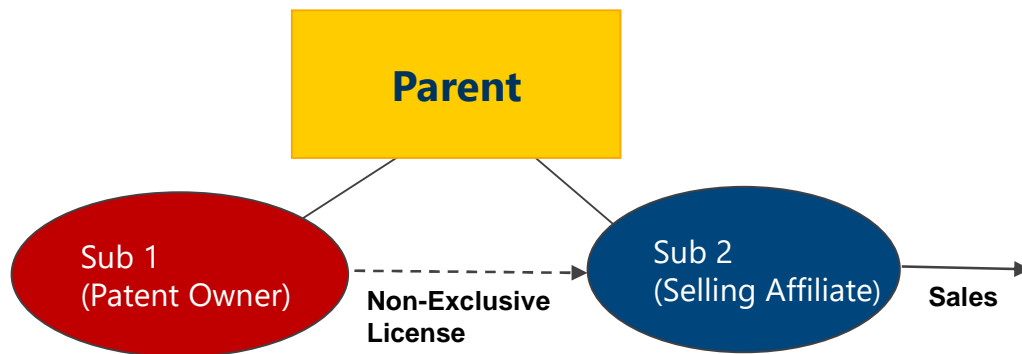 Parent
Sub 1
(Patent Owner)
Non-Exclusive
License
Sub 2
(Selling Affiliate)
Sales